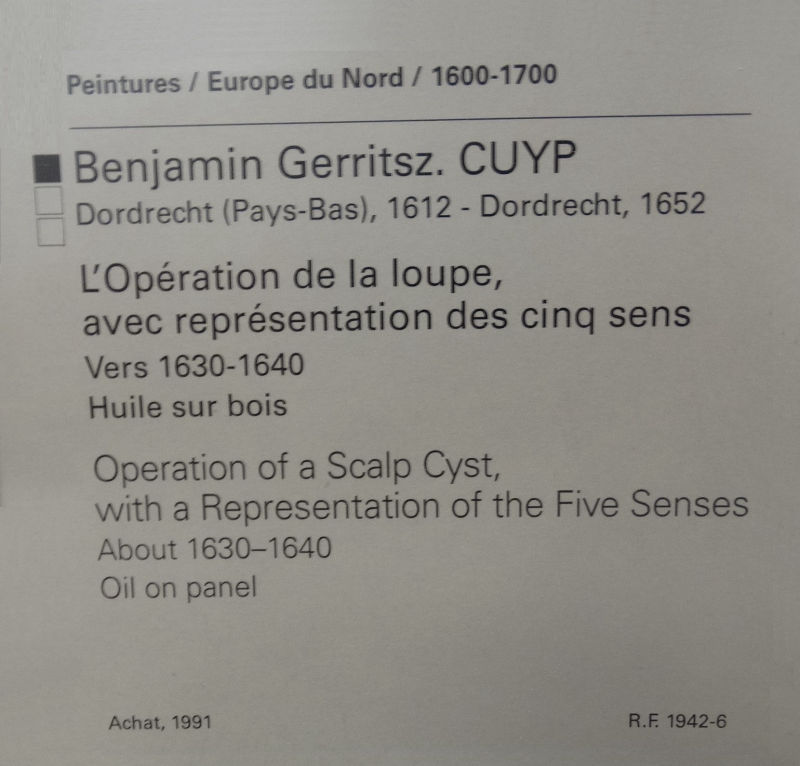 Peintures / Europe du Nord / 1600-1700
Benjamin Gerritsz. CUYP
Dordrecht (Pays-Bas), 1612 - Dordrecht, 1652
L'Opération de la loupe,
avec représentation des cinq sens
Vers 1630-1640
Huile sur bois
Operation of a Scalp Cyst,
with a Representation of the Five Senses
About 1630–1640
Oil on panel
Achat, 1991
R.F. 1942-6